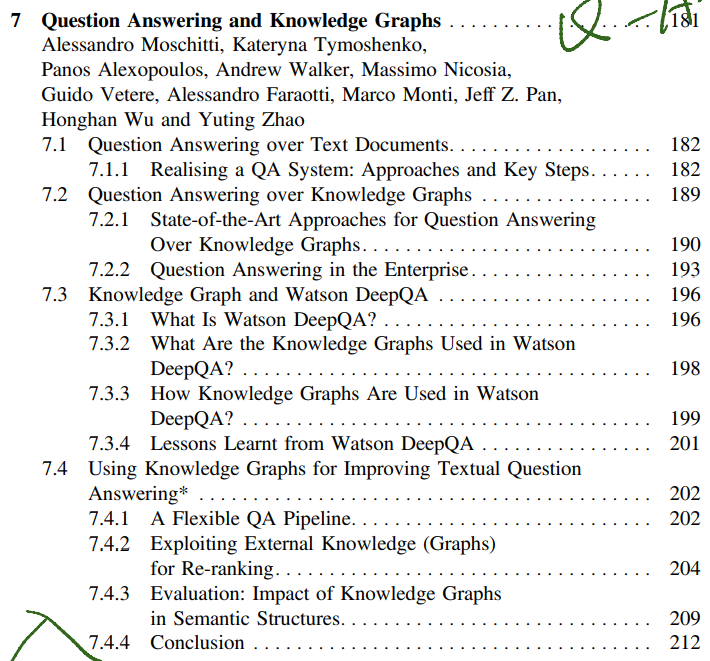 7 Question Answering and Knowledge Graphs . . . . . . . . . . . . . . . . . . . 181
Alessandro Moschitti, Kateryna Tymoshenko,
Panos Alexopoulos, Andrew Walker, Massimo Nicosia,
Guido Vetere, Alessandro Faraotti, Marco Monti, Jeff Z. Pan,
Honghan Wu and Yuting Zhao
7.1 Question Answering over Text Documents. . . . . . . . . . . . . . . . . . . 182
7.1.1 Realising a QA System: Approaches and Key Steps. . . . . . 182
7.2 Question Answering over Knowledge Graphs . . . . . . . . . . . . . . . . 189
7.2.1 State-of-the-Art Approaches for Question Answering
Over Knowledge Graphs. . . . . . . . . . . . . . . . . . . . . . . . . . . 190
7.2.2 Question Answering in the Enterprise. . . . . . . . . . . . . . . . . 193
7.3 Knowledge Graph and Watson DeepQA . . . . . . . . . . . . . . . . . . . . 196
7.3.1 What Is Watson DeepQA? . . . . . . . . . . . . . . . . . . . . . . . . . 196
7.3.2 What Are the Knowledge Graphs Used in Watson
DeepQA? . . . . . . . . . . . . . . . . . . . . . . . . . . . . . . . . . . . . . . 198
7.3.3 How Knowledge Graphs Are Used in Watson
DeepQA? . . . . . . . . . . . . . . . . . . . . . . . . . . . . . . . . . . . . . . 199
7.3.4 Lessons Learnt from Watson DeepQA . . . . . . . . . . . . . . . . 201
7.4 Using Knowledge Graphs for Improving Textual Question
Answering* . . . . . . . . . . . . . . . . . . . . . . . . . . . . . . . . . . . . . . . . . . 202
7.4.1 A Flexible QA Pipeline. . . . . . . . . . . . . . . . . . . . . . . . . . . . 202
7.4.2 Exploiting External Knowledge (Graphs)
for Re-ranking. . . . . . . . . . . . . . . . . . . . . . . . . . . . . . . . . . . 204
7.4.3 Evaluation: Impact of Knowledge Graphs
in Semantic Structures. . . . . . . . . . . . . . . . . . . . . . . . . . . . . 209
7.4.4 Conclusion . . . . . . . . . . . . . . . . . . . . . . . . . . . . . . . . . . . . . 212